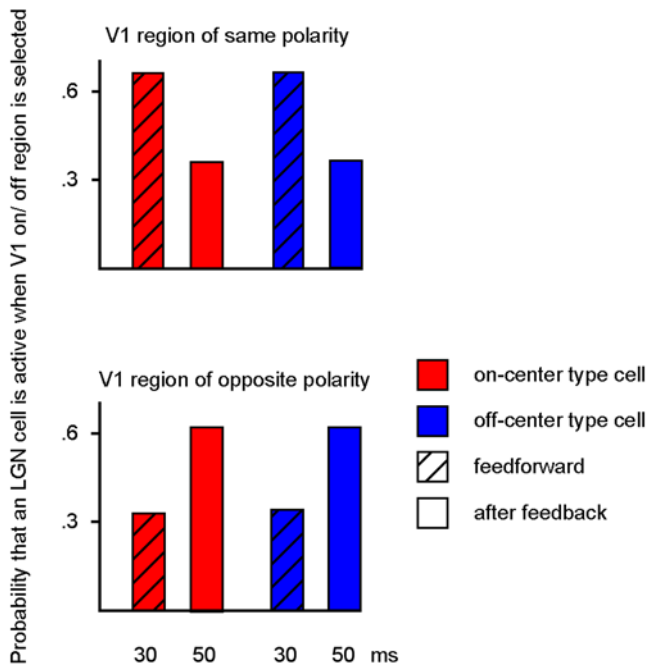 Probability that an LGN cell is active when V1 on/ off region is selected
V1 region of same polarity
.6
.3
V1 region of opposite polarity
.6
.3
30 50 30 50 ms
on-center type cell
off-center type cell
feedforward
after feedback